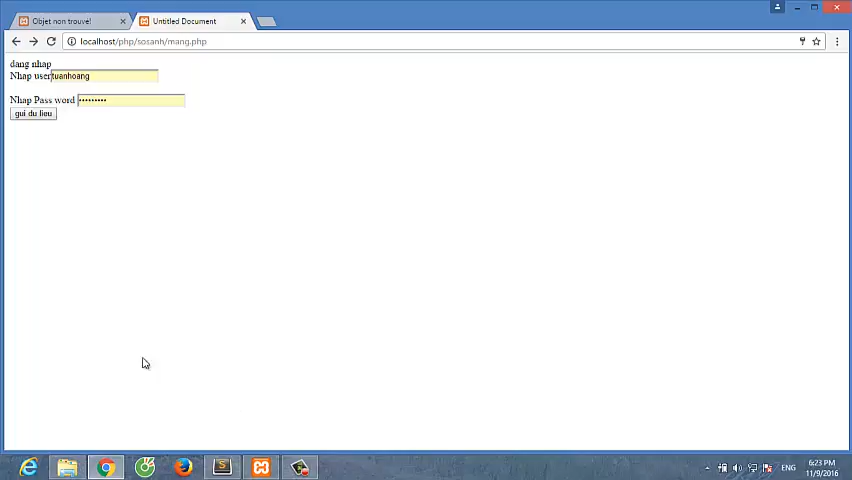 Objet non trouvé!
Untitled Document
localhost/php/sosanh/mang.php
dang nhap
Nhap user tuanhoang
Nhap Pass word •••••••••
gui du lieu
ENG
6:23 PM
11/9/2016